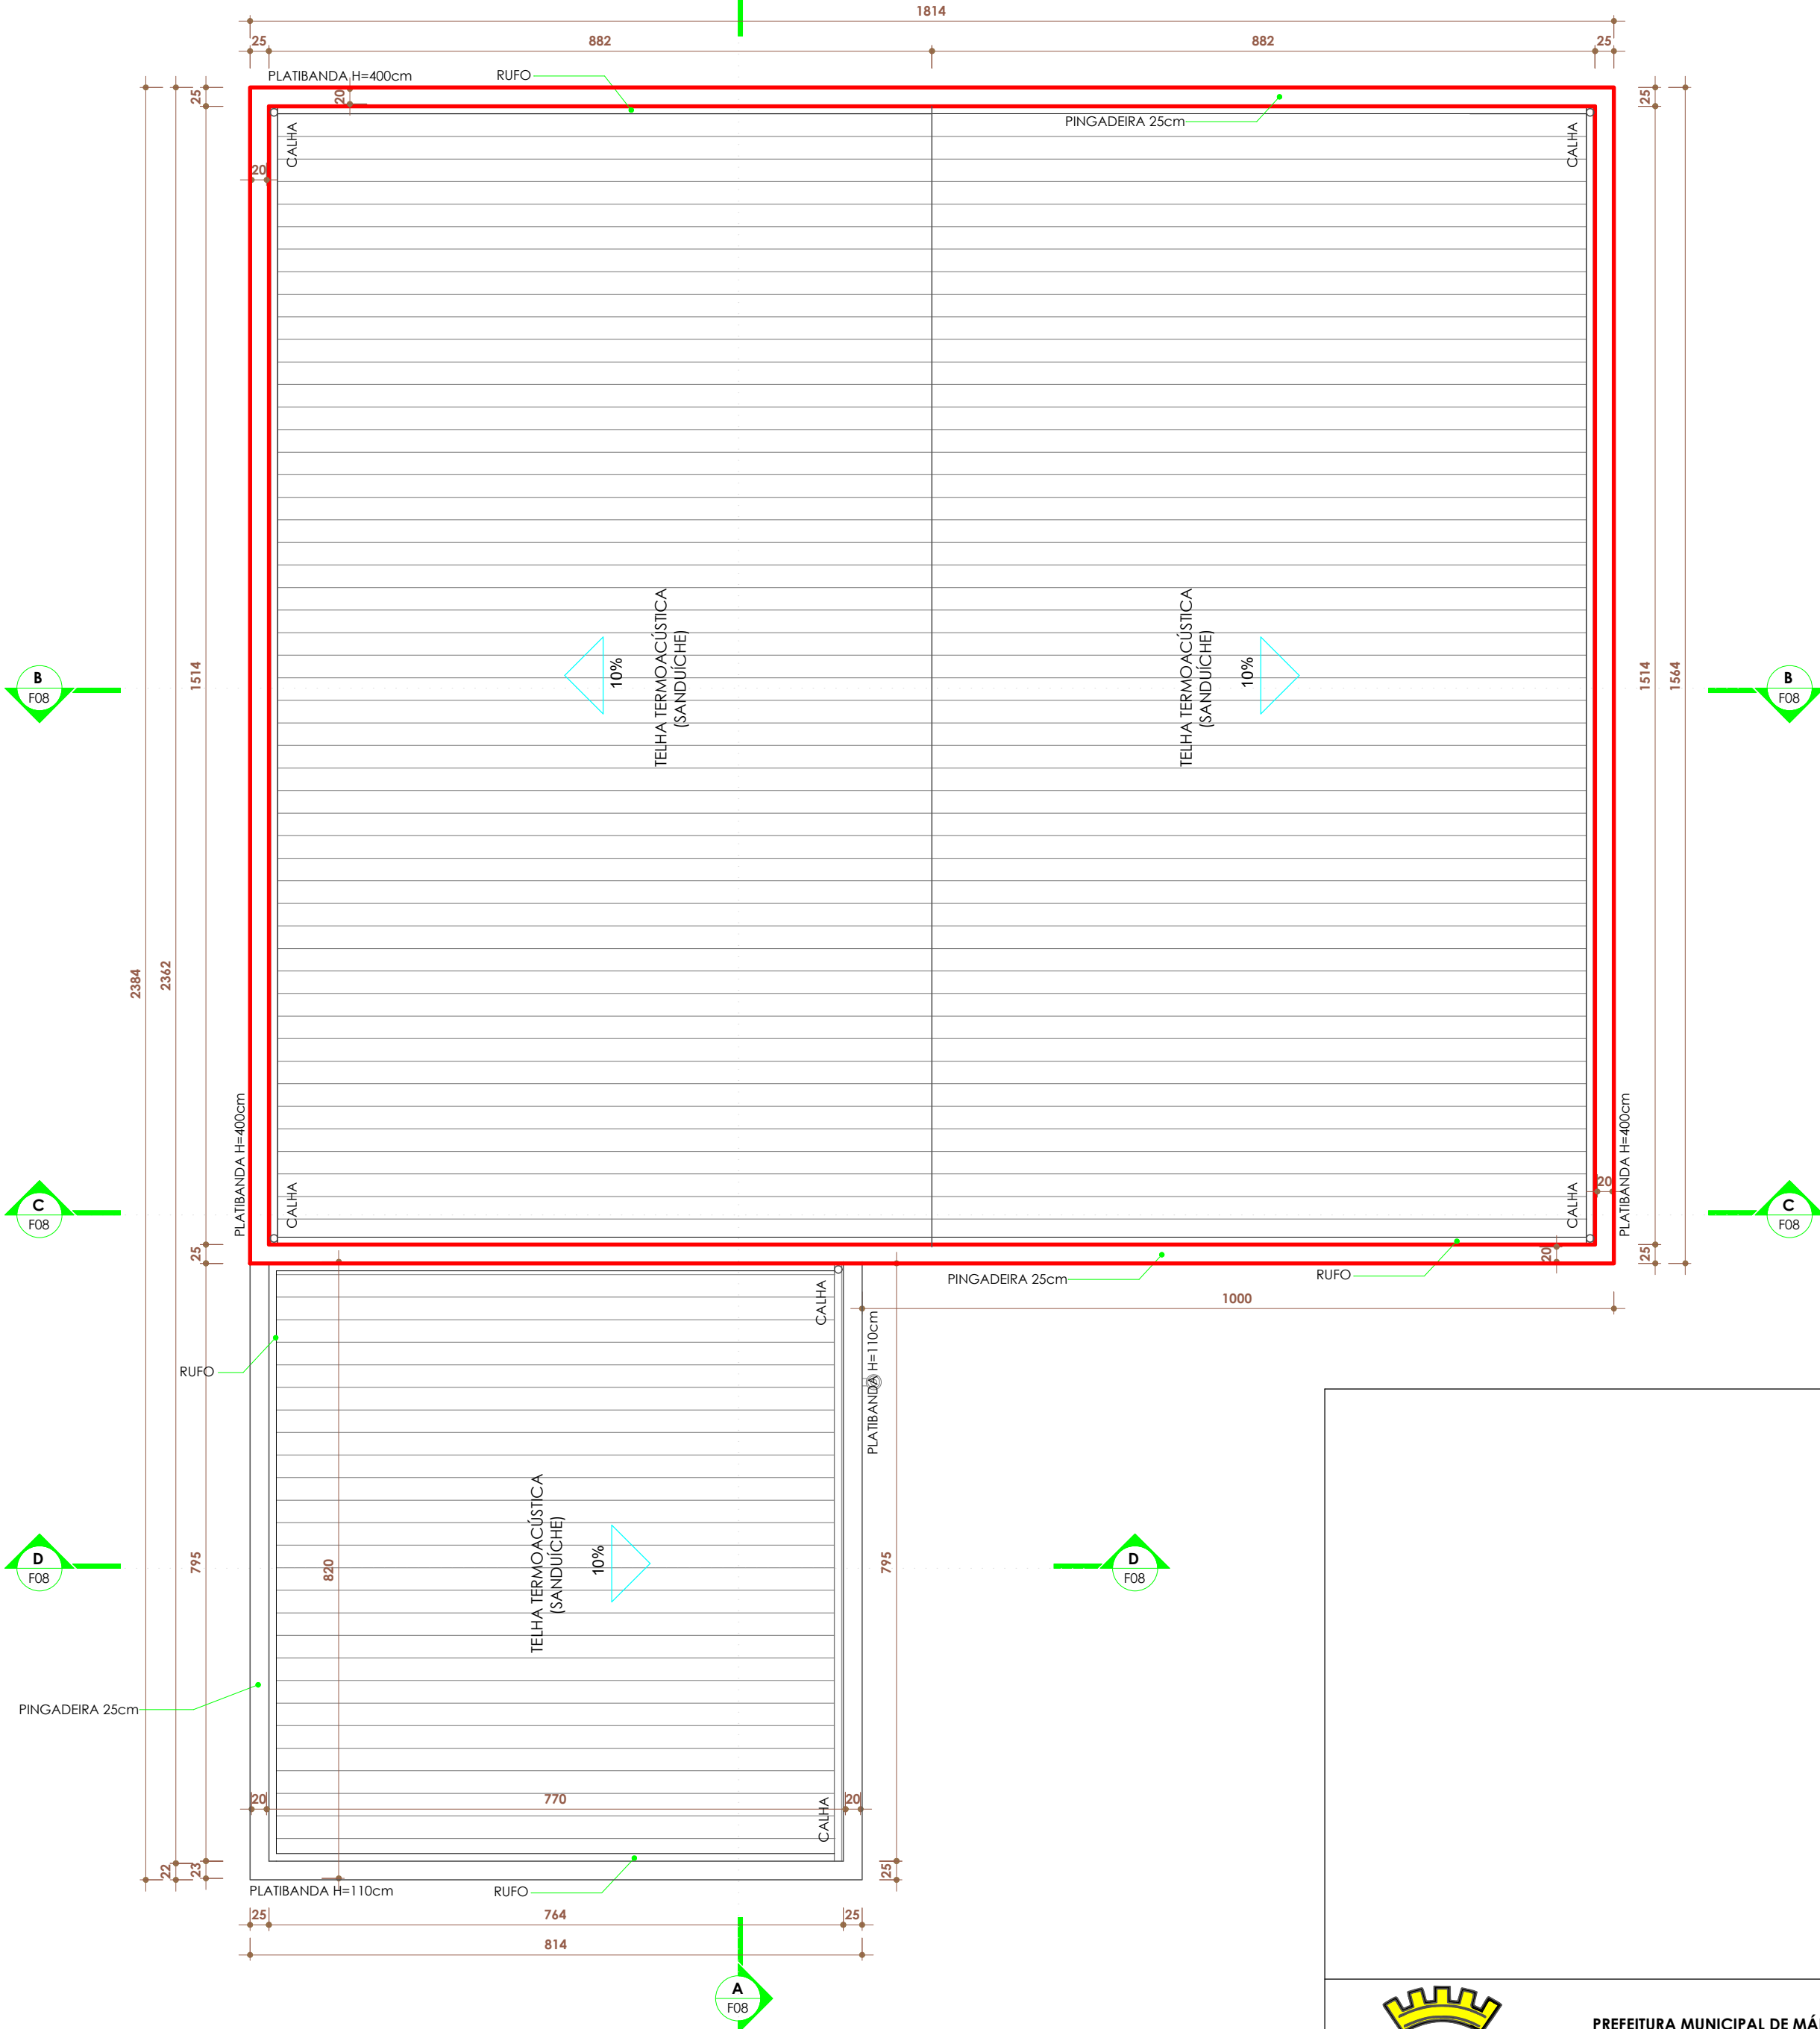 1814
25
882
882
25
PLATIBANDA H=400cm
RUFO
25
20
25
PINGADEIRA 25cm
CALHA
CALHA
20
TELHA TERMOACÚSTICA
(SANDUÍCHE)
10%
TELHA TERMOACÚSTICA
(SANDUÍCHE)
10%
1514
1514
1564
B
F08
B
F08
2384
2362
PLATIBANDA H=400cm
PLATIBANDA H=400cm
CALHA
CALHA
20
C
F08
C
F08
25
20
25
PINGADEIRA 25cm
RUFO
1000
CALHA
PLATIBANDA H=110cm
RUFO
TELHA TERMOACÚSTICA
(SANDUÍCHE)
10%
795
820
795
D
F08
D
F08
PINGADEIRA 25cm
20
770
20
CALHA
22
23
25
PLATIBANDA H=110cm
RUFO
25
764
25
814
A
F08
PREFEITURA MUNICIPAL DE MÁ